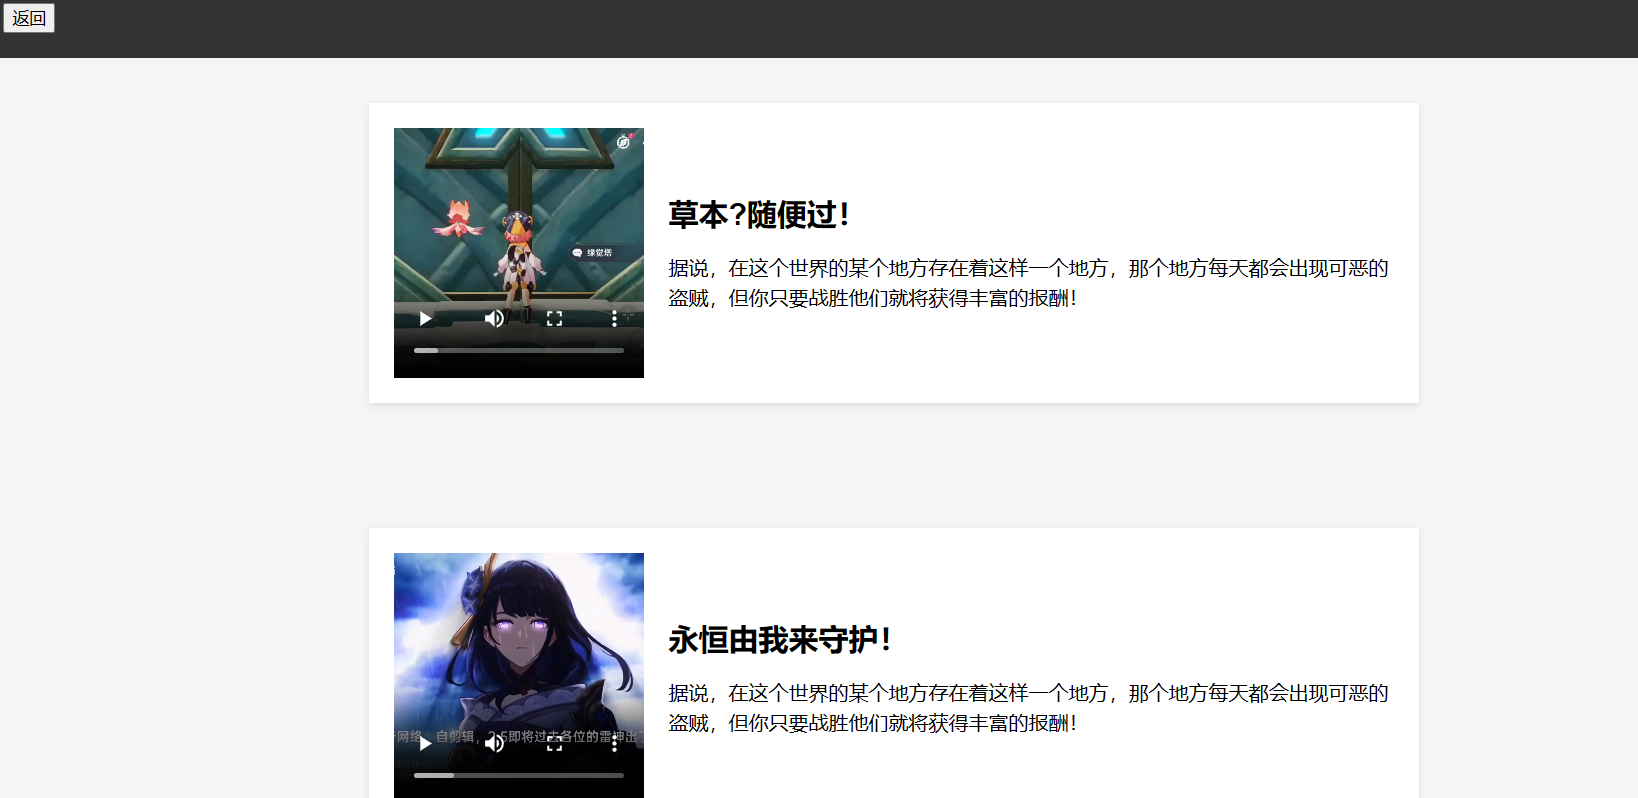 返回
缘觉塔
草本?随便过！
据说，在这个世界的某个地方存在着这样一个地方，那个地方每天都会出现可恶的
盗贼，但你只要战胜他们就将获得丰富的报酬！
永恒由我来守护！
据说，在这个世界的某个地方存在着这样一个地方，那个地方每天都会出现可恶的
盗贼，但你只要战胜他们就将获得丰富的报酬！
网络 自剪辑，2.5即将过去各位的雷神出了